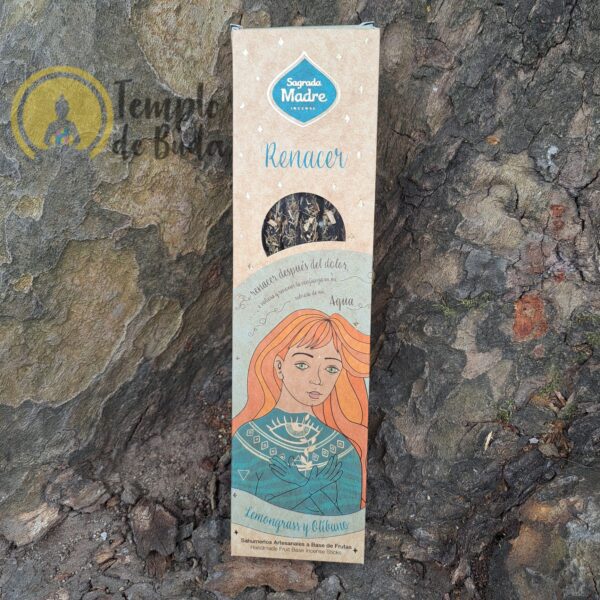 Templo
de Buda
Sagrada
Madre
INCENSE
Renacer
renacer después del dolor
Agua
Lemongrass y Olíbano
Sahumerios Artesanales a Base de Frutas
Handmade Fruit Base Incense Sticks